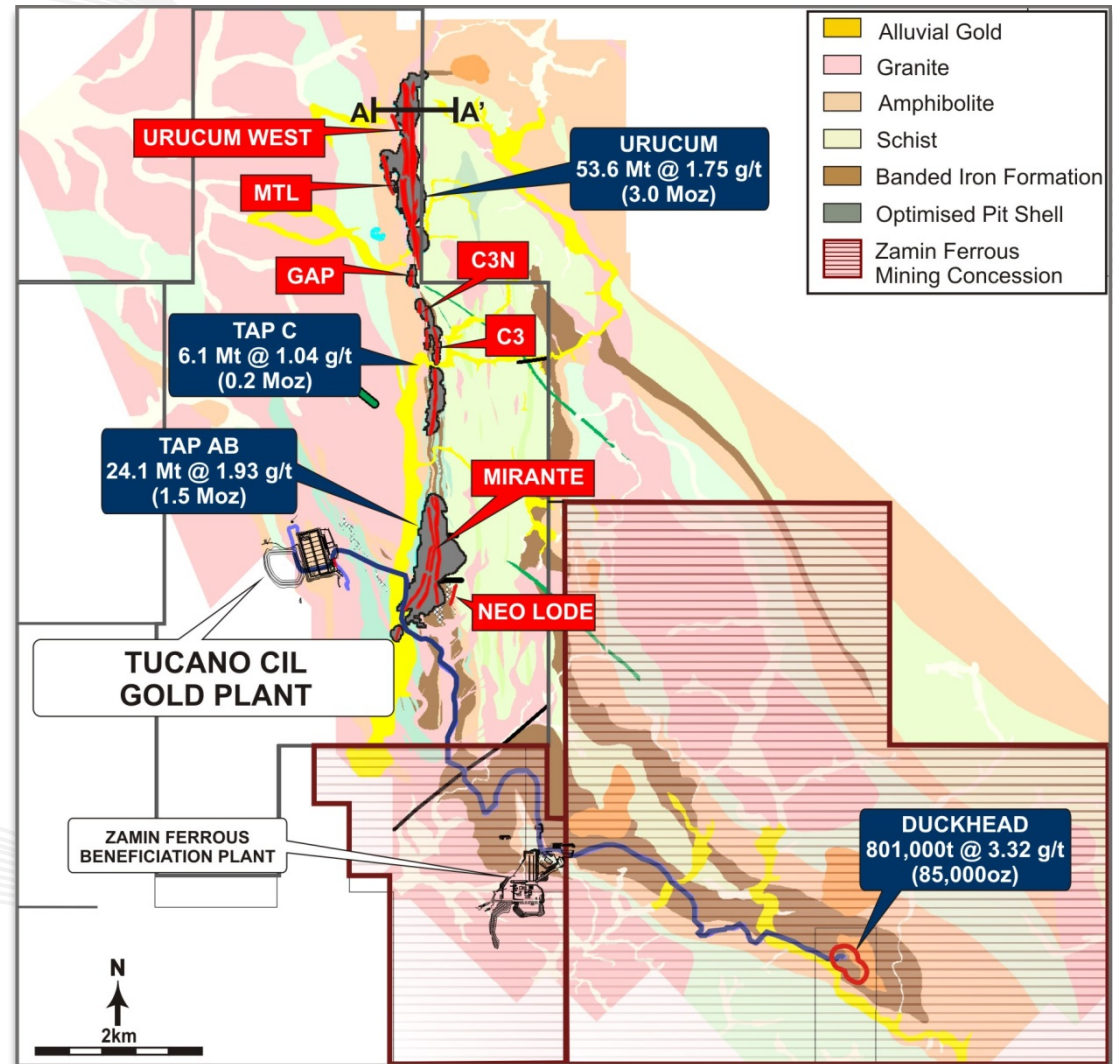 Alluvial Gold
Granite
Amphibolite
Schist
Banded Iron Formation
Optimised Pit Shell
Zamin Ferrous
Mining Concession
A
A'
URUCUM WEST
URUCUM
53.6 Mt @ 1.75 g/t
(3.0 Moz)
MTL
GAP
C3N
C3
TAP C
6.1 Mt @ 1.04 g/t
(0.2 Moz)
TAP AB
24.1 Mt @ 1.93 g/t
(1.5 Moz)
MIRANTE
NEO LODE
TUCANO CIL
GOLD PLANT
ZAMIN FERROUS
BENEFICIATION PLANT
DUCKHEAD
801,000t @ 3.32 g/t
(85,000oz)
N
2km